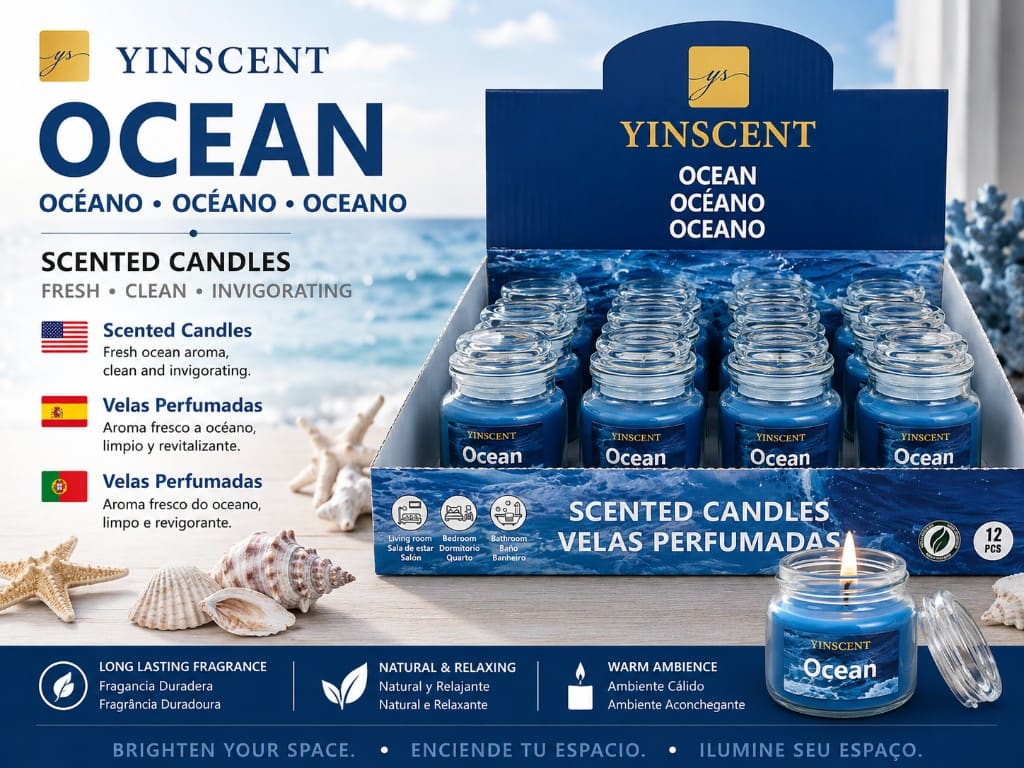 ys
YINSCENT
OCEAN
OCÉANO • OCÉANO • OCEANO
SCENTED CANDLES
FRESH • CLEAN • INVIGORATING
Scented Candles
Fresh ocean aroma,
clean and invigorating.
Velas Perfumadas
Aroma fresco a océano,
limpio y revitalizante.
Velas Perfumadas
Aroma fresco do oceano,
limpo e revigorante.
ys
YINSCENT
OCEAN
OCÉANO
OCEANO
YINSCENT
Ocean
YINSCENT
Ocean
YINSCENT
Ocean
YINSCENT
Ocean
Living room
Sala de estar
Salón
Bedroom
Dormitorio
Quarto
Bathroom
Baño
Banheiro
SCENTED CANDLES
VELAS PERFUMADAS
12
PCS
YINSCENT
Ocean
LONG LASTING FRAGRANCE
Fragancia Duradera
Fragrância Duradoura
NATURAL & RELAXING
Natural y Relajante
Natural e Relaxante
WARM AMBIENCE
Ambiente Cálido
Ambiente Aconchegante
BRIGHTEN YOUR SPACE. • ENCIENDE TU ESPACIO. • ILUMINE SEU ESPAÇO.